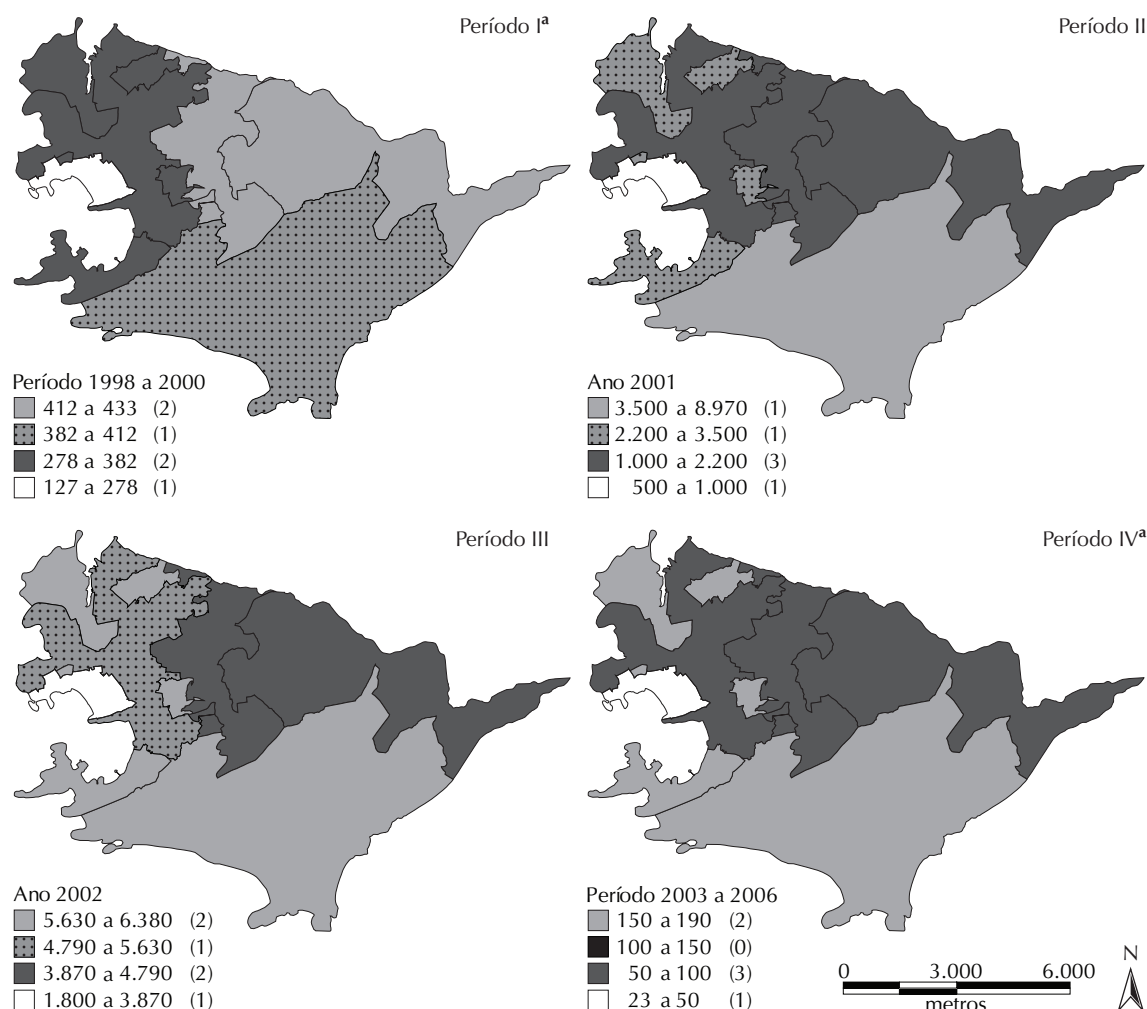 Período Iª
Período 1998 a 2000
412 a 433 (2)
382 a 412 (1)
278 a 382 (2)
127 a 278 (1)
Período II
Ano 2001
3.500 a 8.970 (1)
2.200 a 3.500 (1)
1.000 a 2.200 (3)
500 a 1.000 (1)
Período III
Ano 2002
5.630 a 6.380 (2)
4.790 a 5.630 (1)
3.870 a 4.790 (2)
1.800 a 3.870 (1)
Período IVª
Período 2003 a 2006
150 a 190 (2)
100 a 150 (0)
50 a 100 (3)
23 a 50 (1)
0 3.000 6.000
metros
N